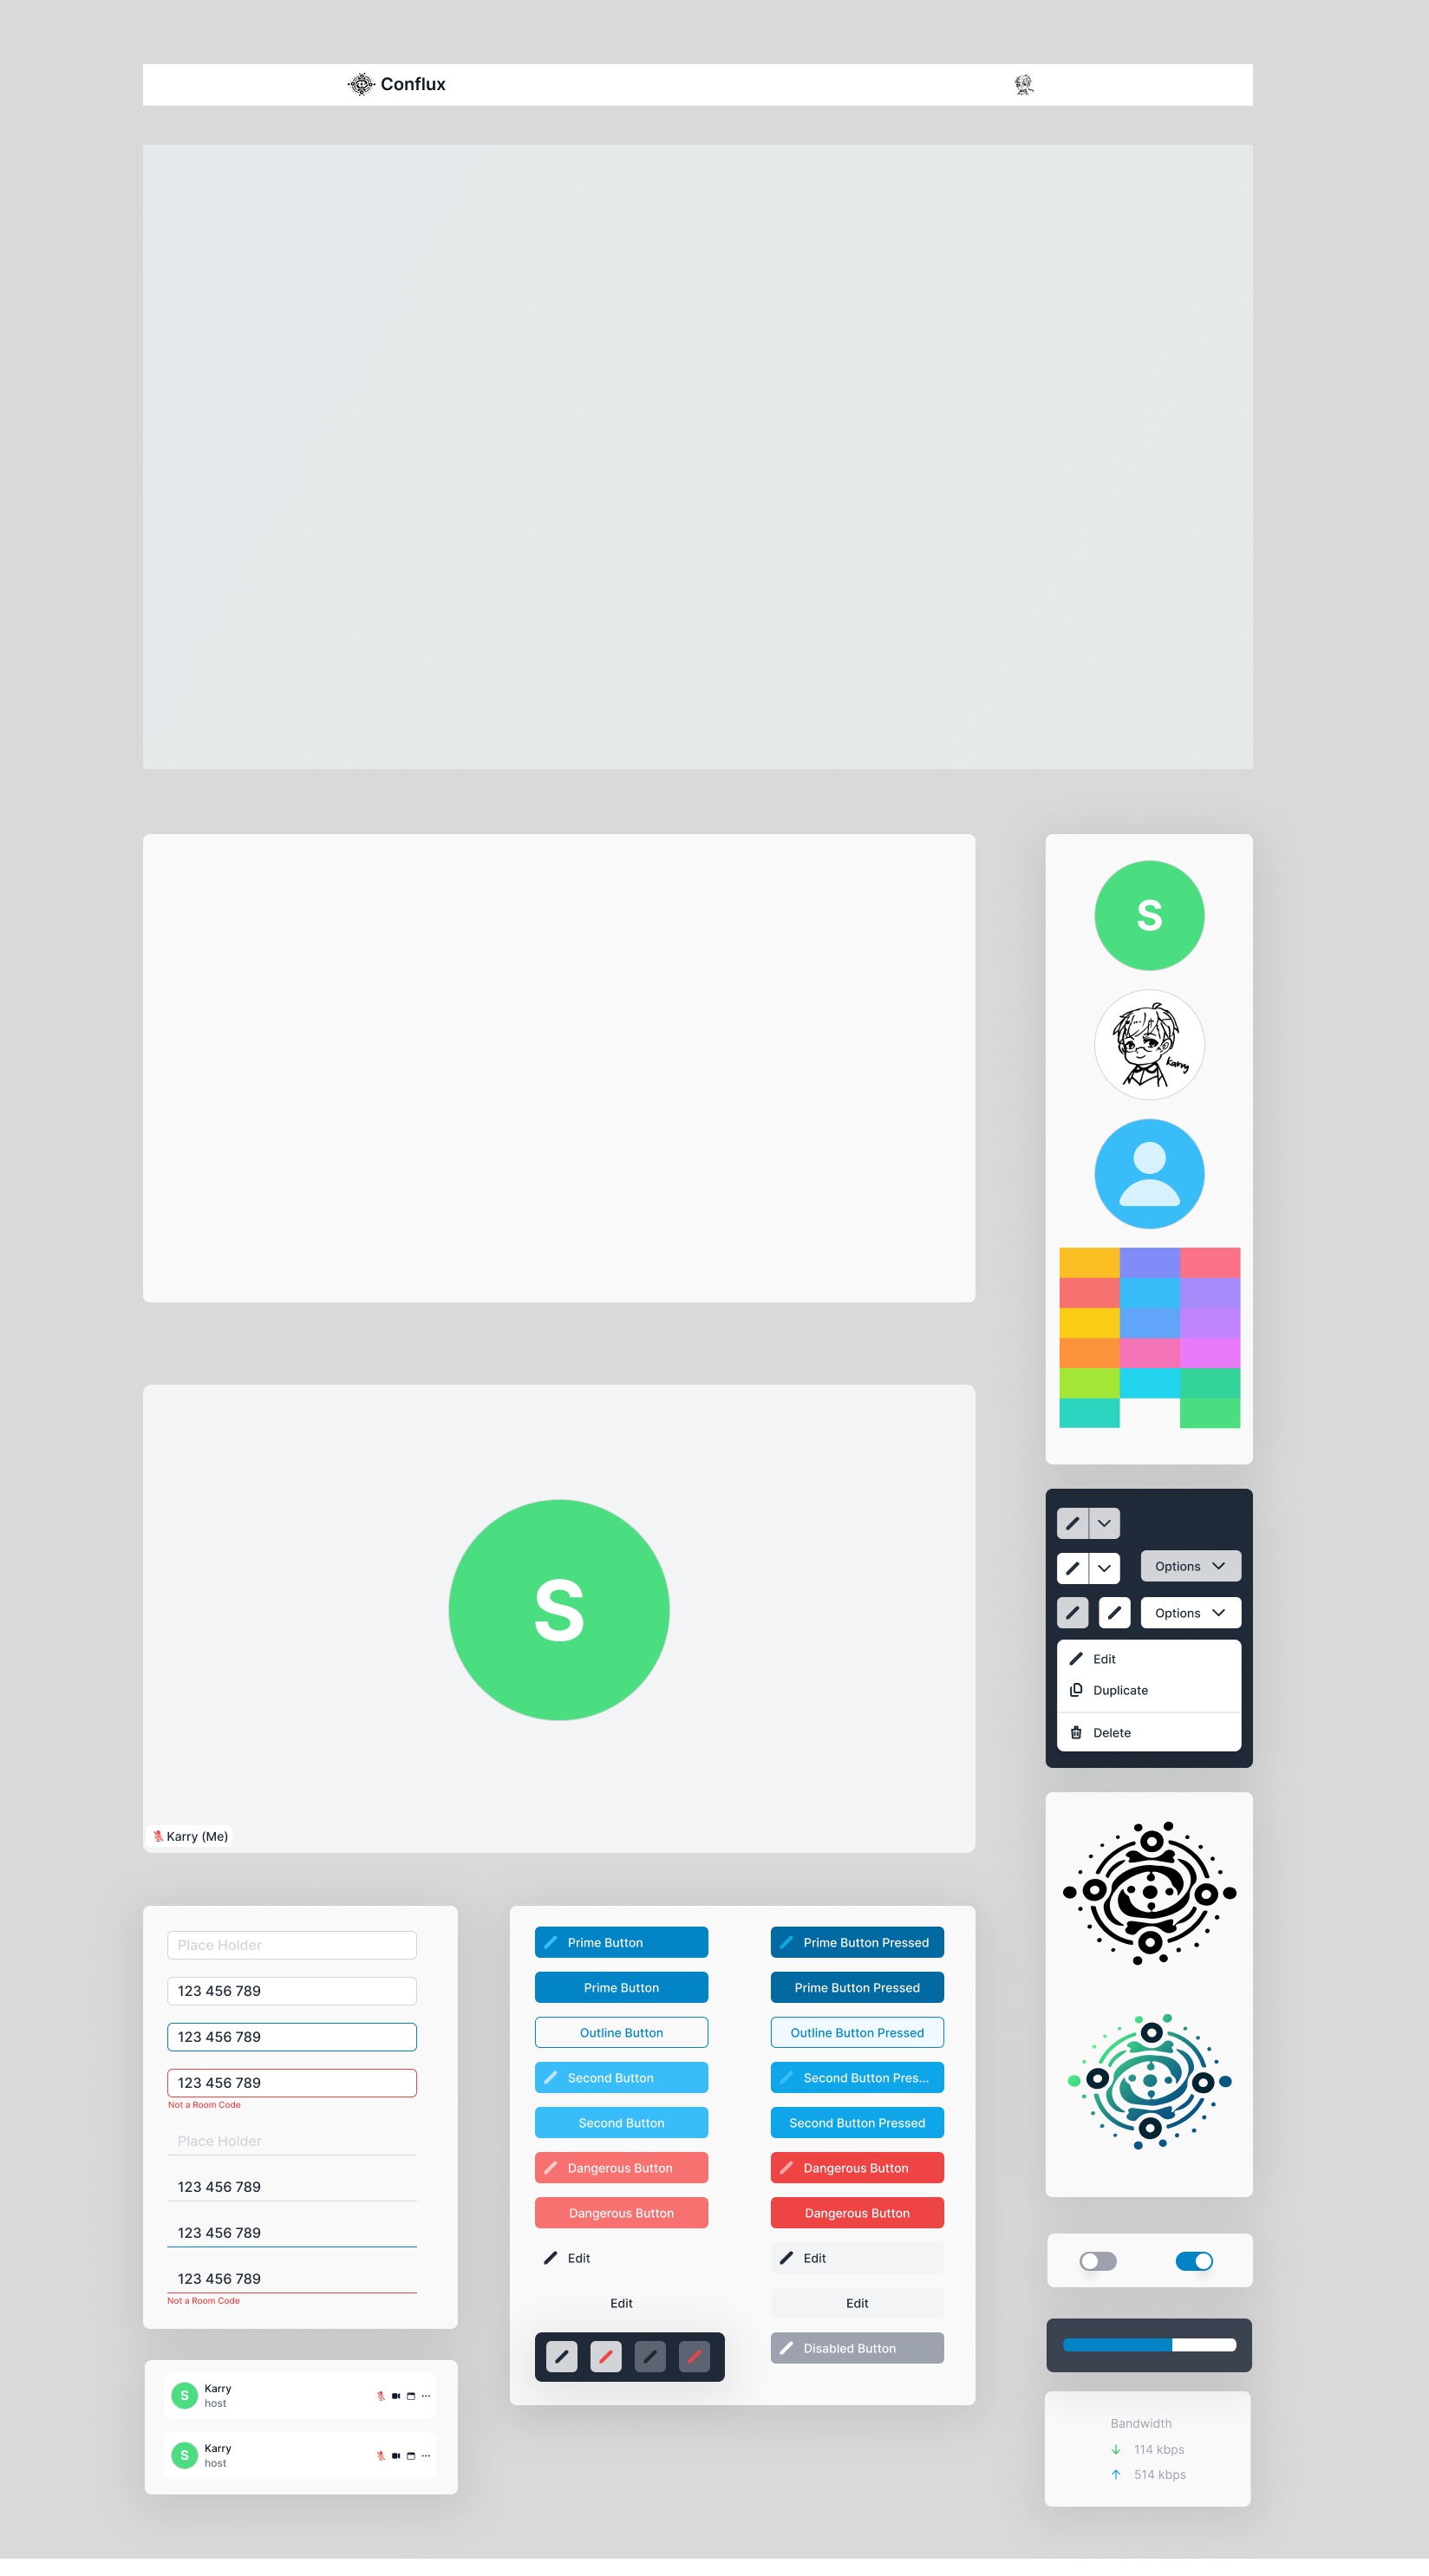 Conflux
S
Karry
Options
Options
Edit
Duplicate
Delete
S
Karry (Me)
Place Holder
123 456 789
123 456 789
123 456 789
Not a Room Code
Place Holder
123 456 789
123 456 789
123 456 789
Not a Room Code
Prime Button
Prime Button Pressed
Prime Button
Prime Button Pressed
Outline Button
Outline Button Pressed
Second Button
Second Button Pres...
Second Button
Second Button Pressed
Dangerous Button
Dangerous Button
Dangerous Button
Dangerous Button
Edit
Edit
Edit
Edit
Disabled Button
S
Karry
host
S
Karry
host
Bandwidth
114 kbps
514 kbps